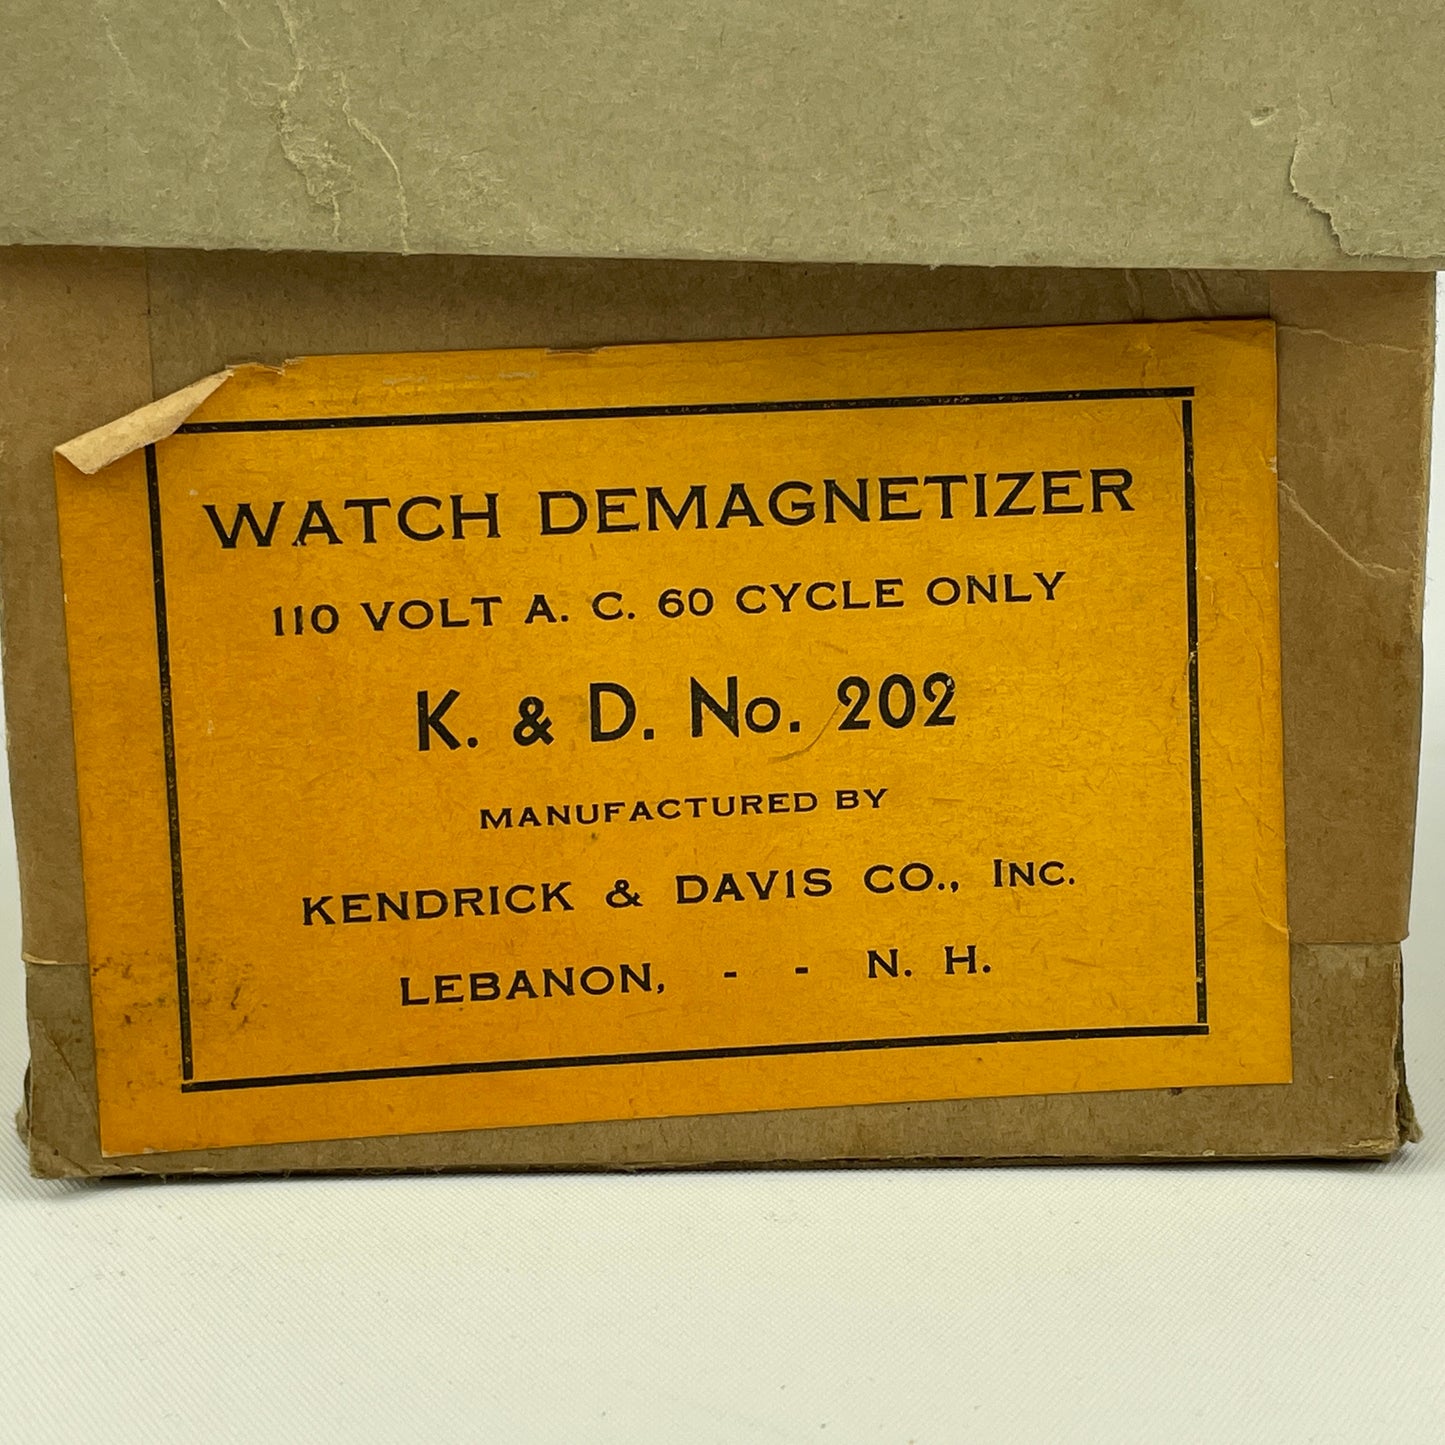 WATCH DEMAGNETIZER
110 VOLT A. C. 60 CYCLE ONLY
K. & D. No. 202
MANUFACTURED BY
KENDRICK & DAVIS CO., INC.
LEBANON, - - N. H.